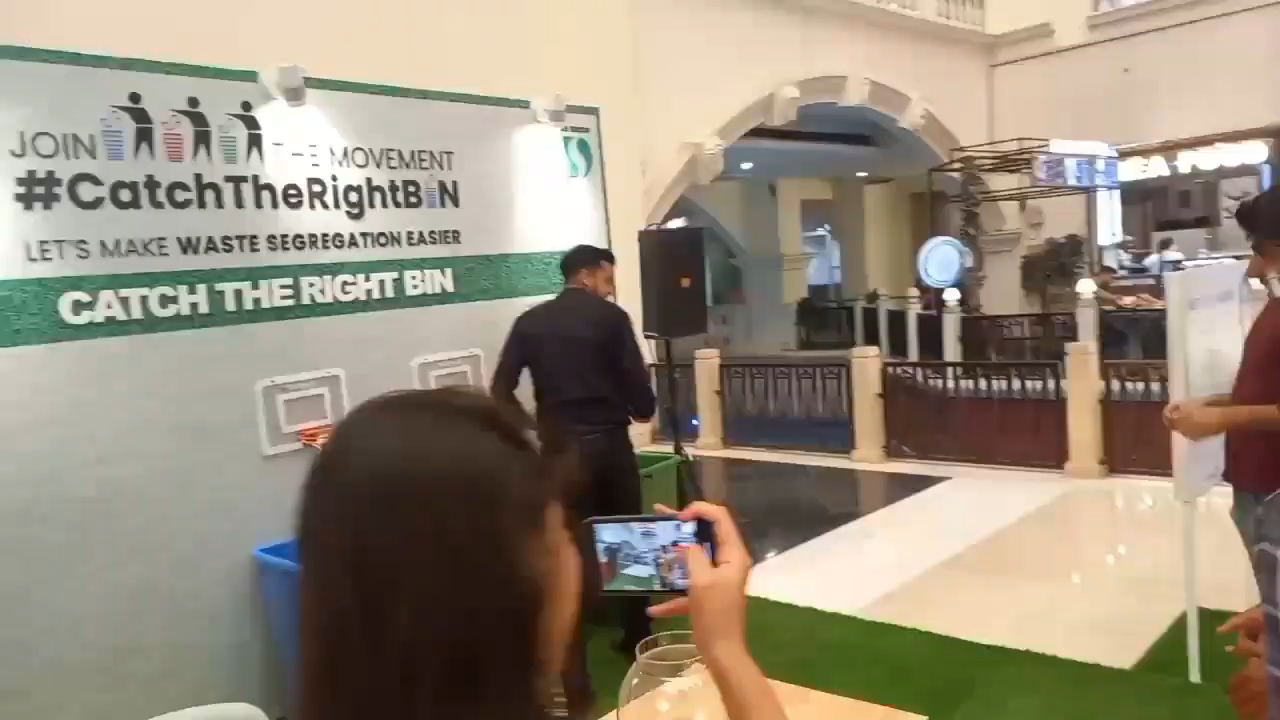 JOIN THE MOVEMENT
#CatchTheRightBIN
LET'S MAKE WASTE SEGREGATION EASIER
CATCH THE RIGHT BIN